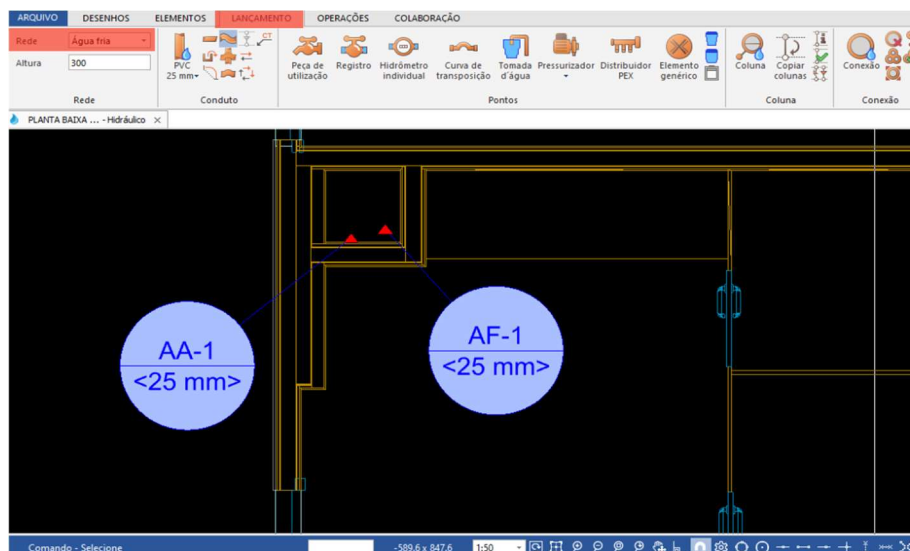 ARQUIVO DESENHOS ELEMENTOS LANÇAMENTO OPERAÇÕES COLABORAÇÃO
Rede Água fria
Altura 300
PVC
25 mm
CT
Peça de
utilização
Registro
Hidrômetro
individual
Curva de
transposição
Tomada
d'água
Pressurizador
Distribuidor
PEX
Elemento
genérico
Coluna
Copiar
colunas
Conexão
Rede Conduto Pontos Coluna Conexão
PLANTA BAIXA ... - Hidráulico
AA-1
<25 mm>
AF-1
<25 mm>
Comando - Selecione -589.6 x 847.6 1:50